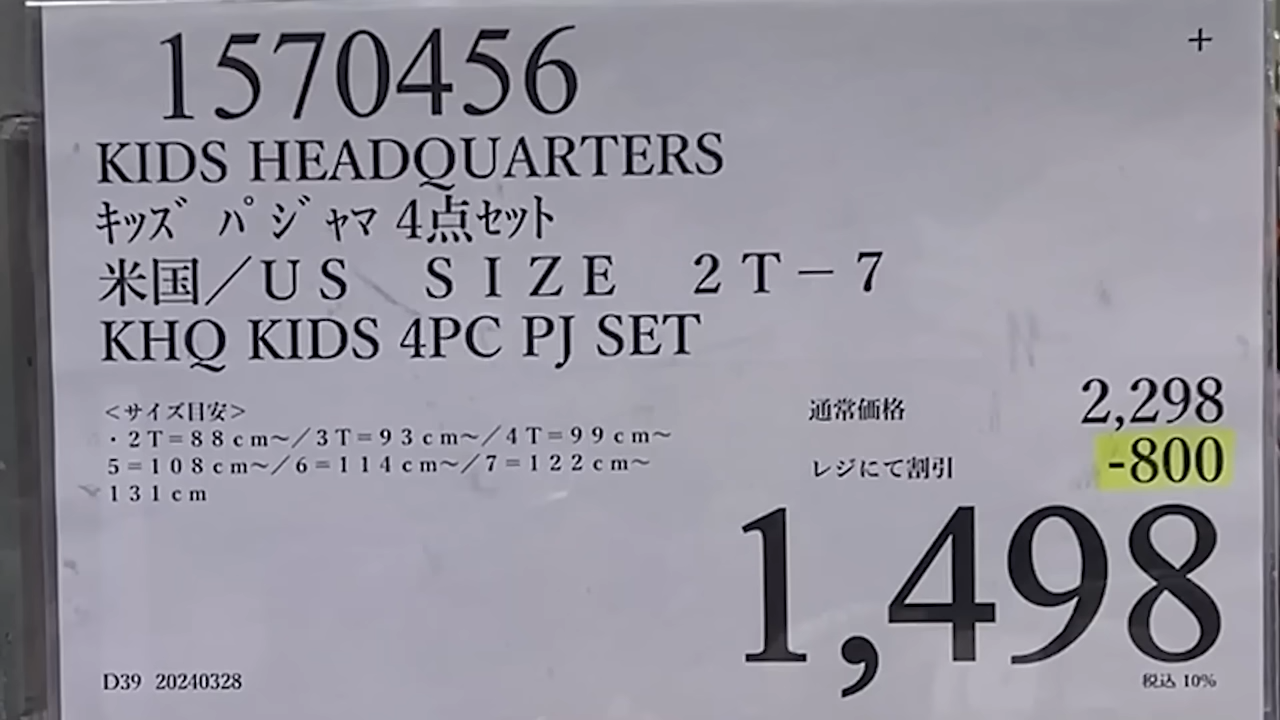 +
1570456
KIDS HEADQUARTERS
ｷｯｽﾞ ﾊﾟｼﾞｬﾏ 4点ｾｯﾄ
米国／ＵＳ　ＳＩＺＥ　２Ｔ－７
KHQ KIDS 4PC PJ SET
＜サイズ目安＞
・２Ｔ＝８８ｃｍ～／３Ｔ＝９３ｃｍ～／４Ｔ＝９９ｃｍ～
５＝１０８ｃｍ～／６＝１１４ｃｍ～／７＝１２２ｃｍ～
１３１ｃｍ
通常価格 2,298
レジにて割引 -800
1,498
税込 10%
D39 20240328